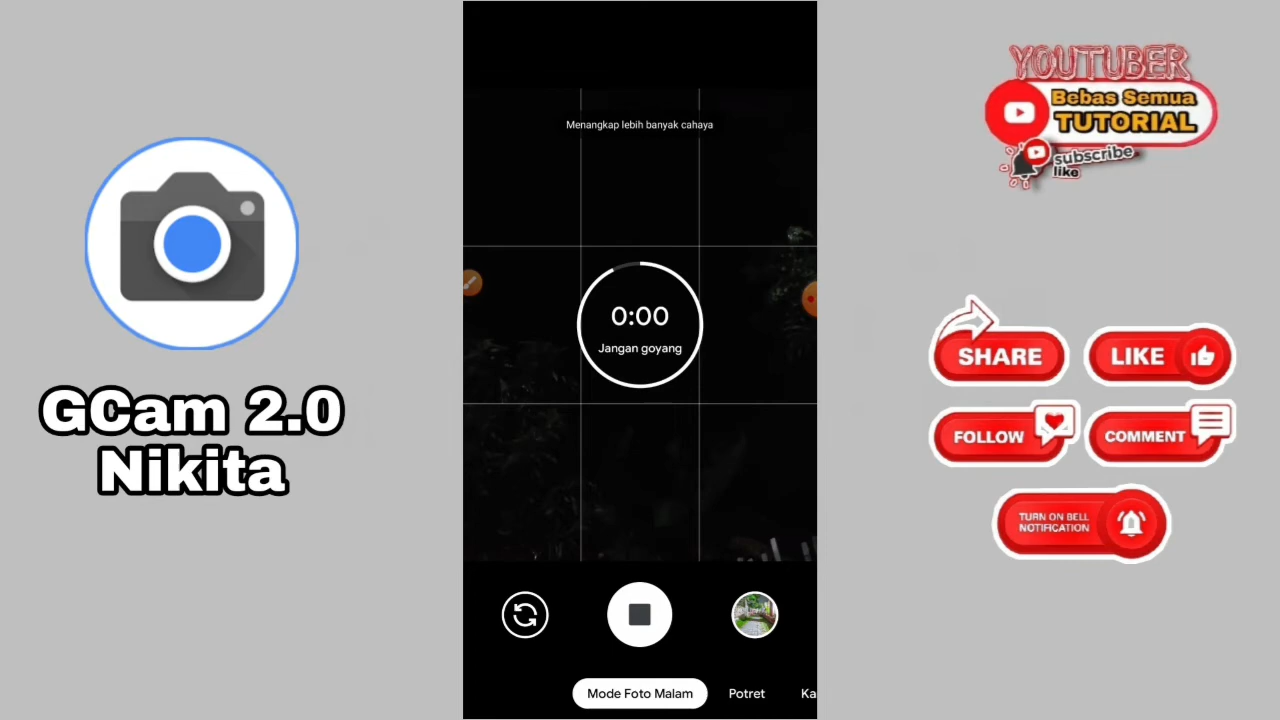 GCam 2.0
Nikita
Menangkap lebih banyak cahaya
0:00
Jangan goyang
Mode Foto Malam
Potret
Ka
YOUTUBER
Bebas Semua
TUTORIAL
subscribe
like
SHARE
LIKE
FOLLOW
COMMENT
TURN ON BELL
NOTIFICATION